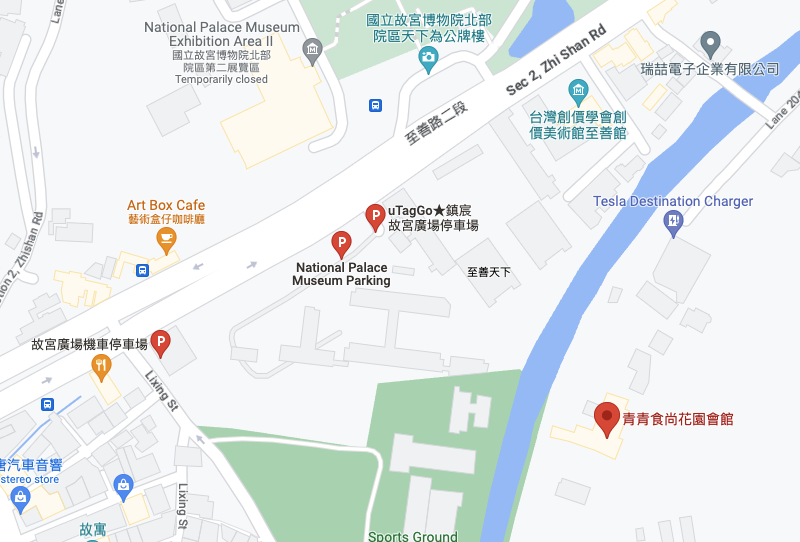 Lane
National Palace Museum
Exhibition Area II
國立故宮博物院北部
院區第二展覽區
Temporarily closed
國立故宮博物院北部
院區天下為公牌樓
Sec 2, Zhi Shan Rd
至善路二段
瑞喆電子企業有限公司
台灣創價學會創
價美術館至善館
Lane 204
Tesla Destination Charger
Art Box Cafe
藝術盒仔咖啡廳
uTagGo★鎮宸
故宮廣場停車場
National Palace
Museum Parking
至善天下
tion 2, Zhishan Rd
故宮廣場機車停車場
Lixing St
青青食尚花園會館
唐汽車音響
stereo store
Lixing St
故寓
Sports Ground